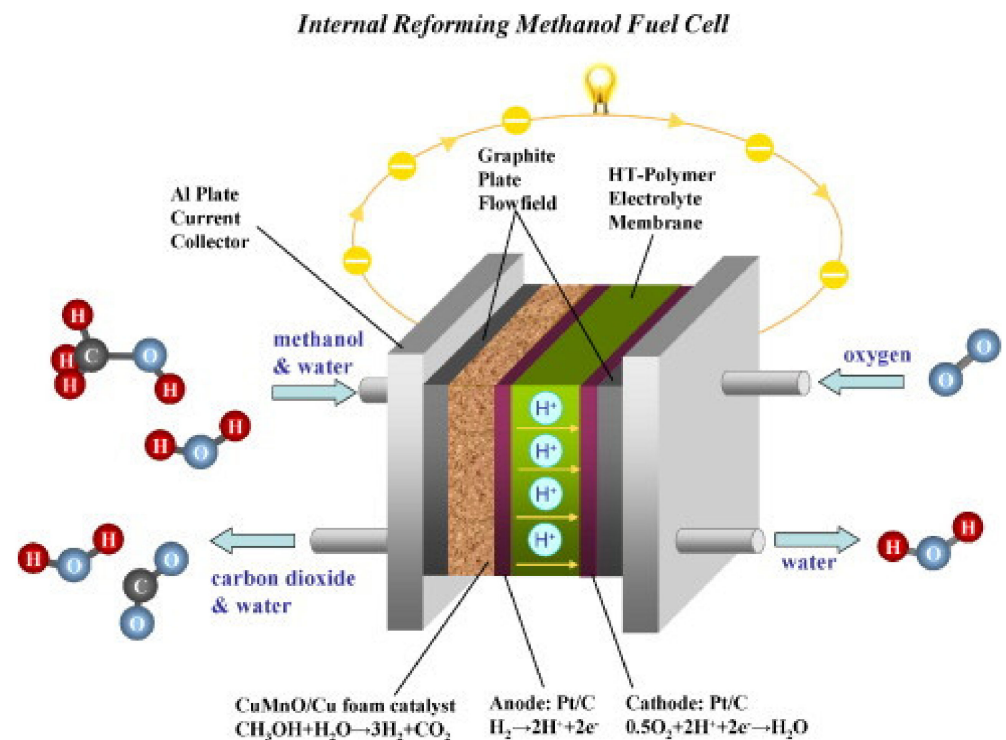 Internal Reforming Methanol Fuel Cell
Graphite
Plate
Flowfield
HT-Polymer
Electrolyte
Membrane
Al Plate
Current
Collector
H
H
H
C
O
H
methanol
& water
oxygen
O
O
H
O
H
H⁺
H⁺
H⁺
H⁺
H
O
H
O
C
O
carbon dioxide
& water
water
H
O
H
CuMnO/Cu foam catalyst
CH₃OH+H₂O→3H₂+CO₂
Anode: Pt/C
H₂→2H⁺+2e⁻
Cathode: Pt/C
0.5O₂+2H⁺+2e⁻→H₂O